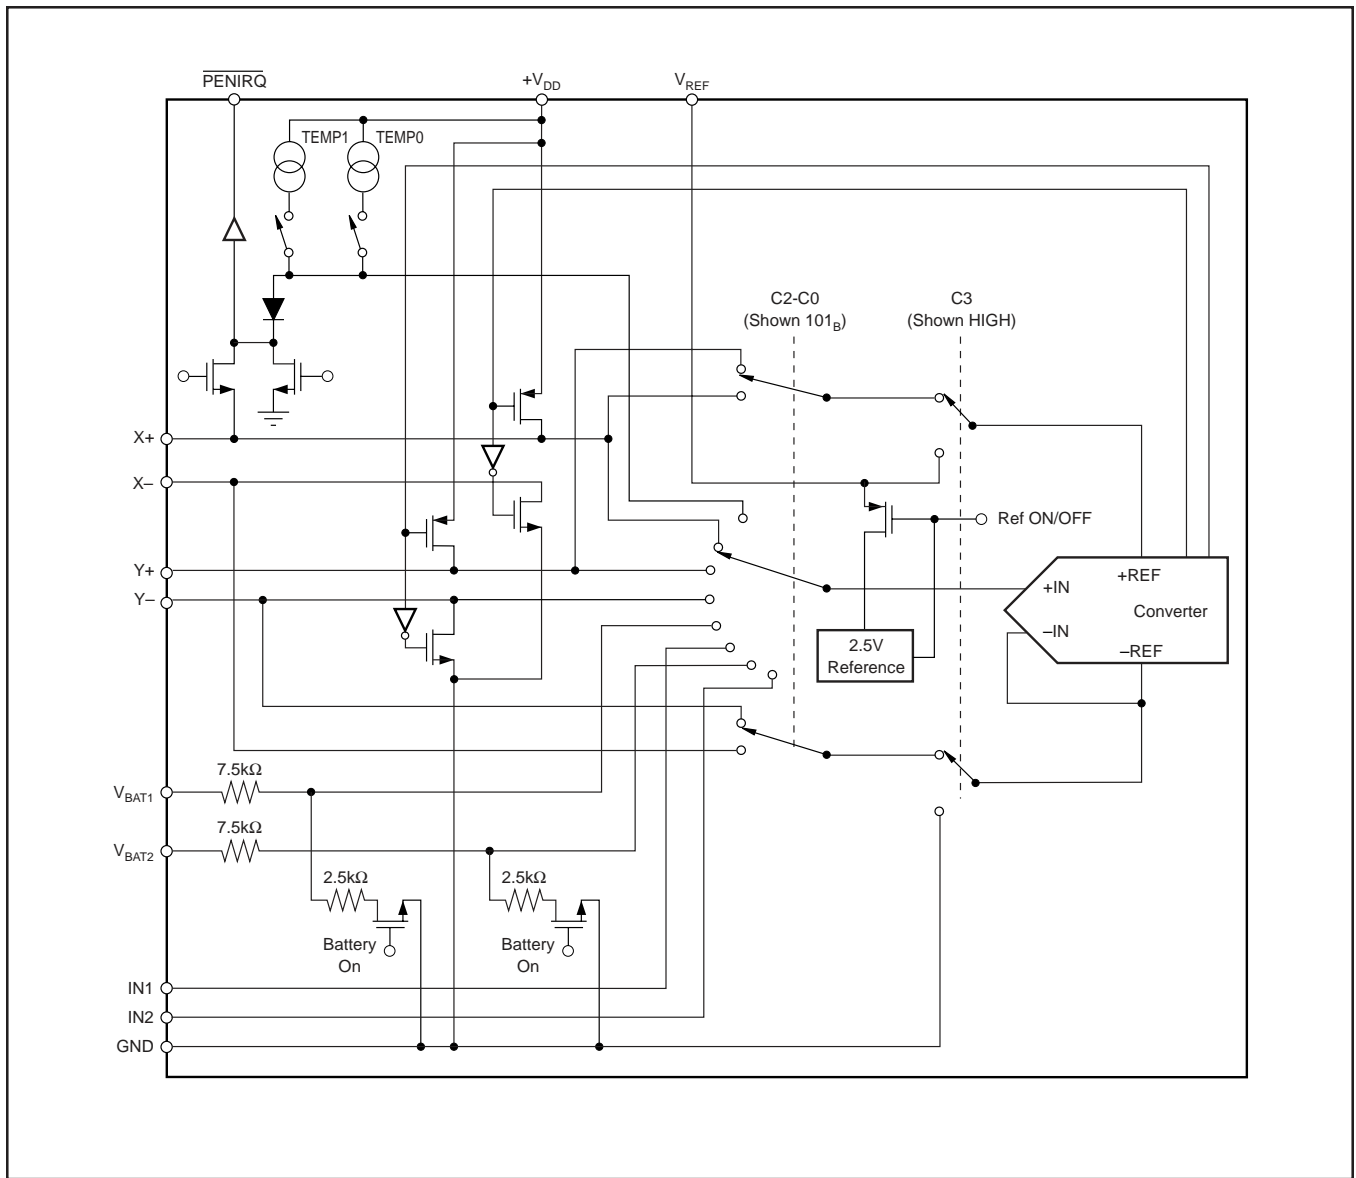 PENIRQ
+VDD
VREF
TEMP1
TEMP0
C2-C0
(Shown 101B)
C3
(Shown HIGH)
X+
X–
Y+
Y–
Ref ON/OFF
+REF
+IN
Converter
–IN
–REF
2.5V
Reference
7.5kΩ
VBAT1
7.5kΩ
VBAT2
2.5kΩ
2.5kΩ
Battery
On
Battery
On
IN1
IN2
GND